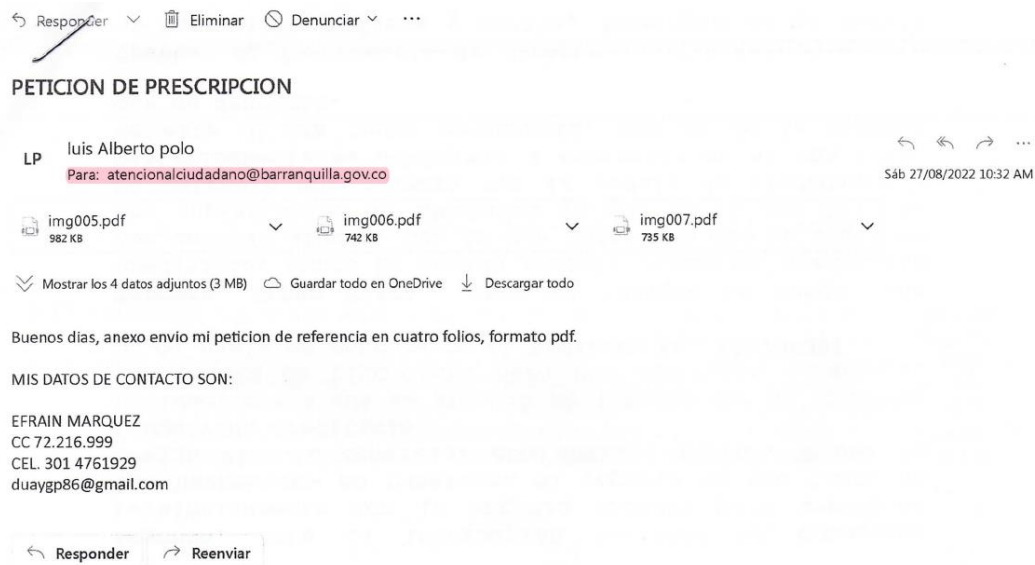 Responder Eliminar Denunciar ...
PETICION DE PRESCRIPCION
LP luis Alberto polo
Para: atencionalciudadano@barranquilla.gov.co
Sáb 27/08/2022 10:32 AM
img005.pdf img006.pdf img007.pdf
982 KB 742 KB 735 KB
Mostrar los 4 datos adjuntos (3 MB) Guardar todo en OneDrive Descargar todo
Buenos dias, anexo envio mi peticion de referencia en cuatro folios, formato pdf.
MIS DATOS DE CONTACTO SON:
EFRAIN MARQUEZ
CC 72.216.999
CEL. 301 4761929
duaygp86@gmail.com
Responder Reenviar